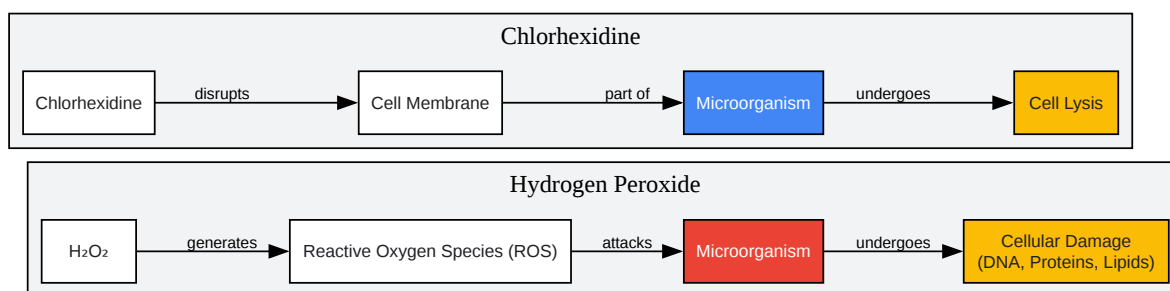 Chlorhexidine
Chlorhexidine
disrupts
Cell Membrane
part of
Microorganism
undergoes
Cell Lysis
Hydrogen Peroxide
H₂O₂
generates
Reactive Oxygen Species (ROS)
attacks
Microorganism
undergoes
Cellular Damage
(DNA, Proteins, Lipids)